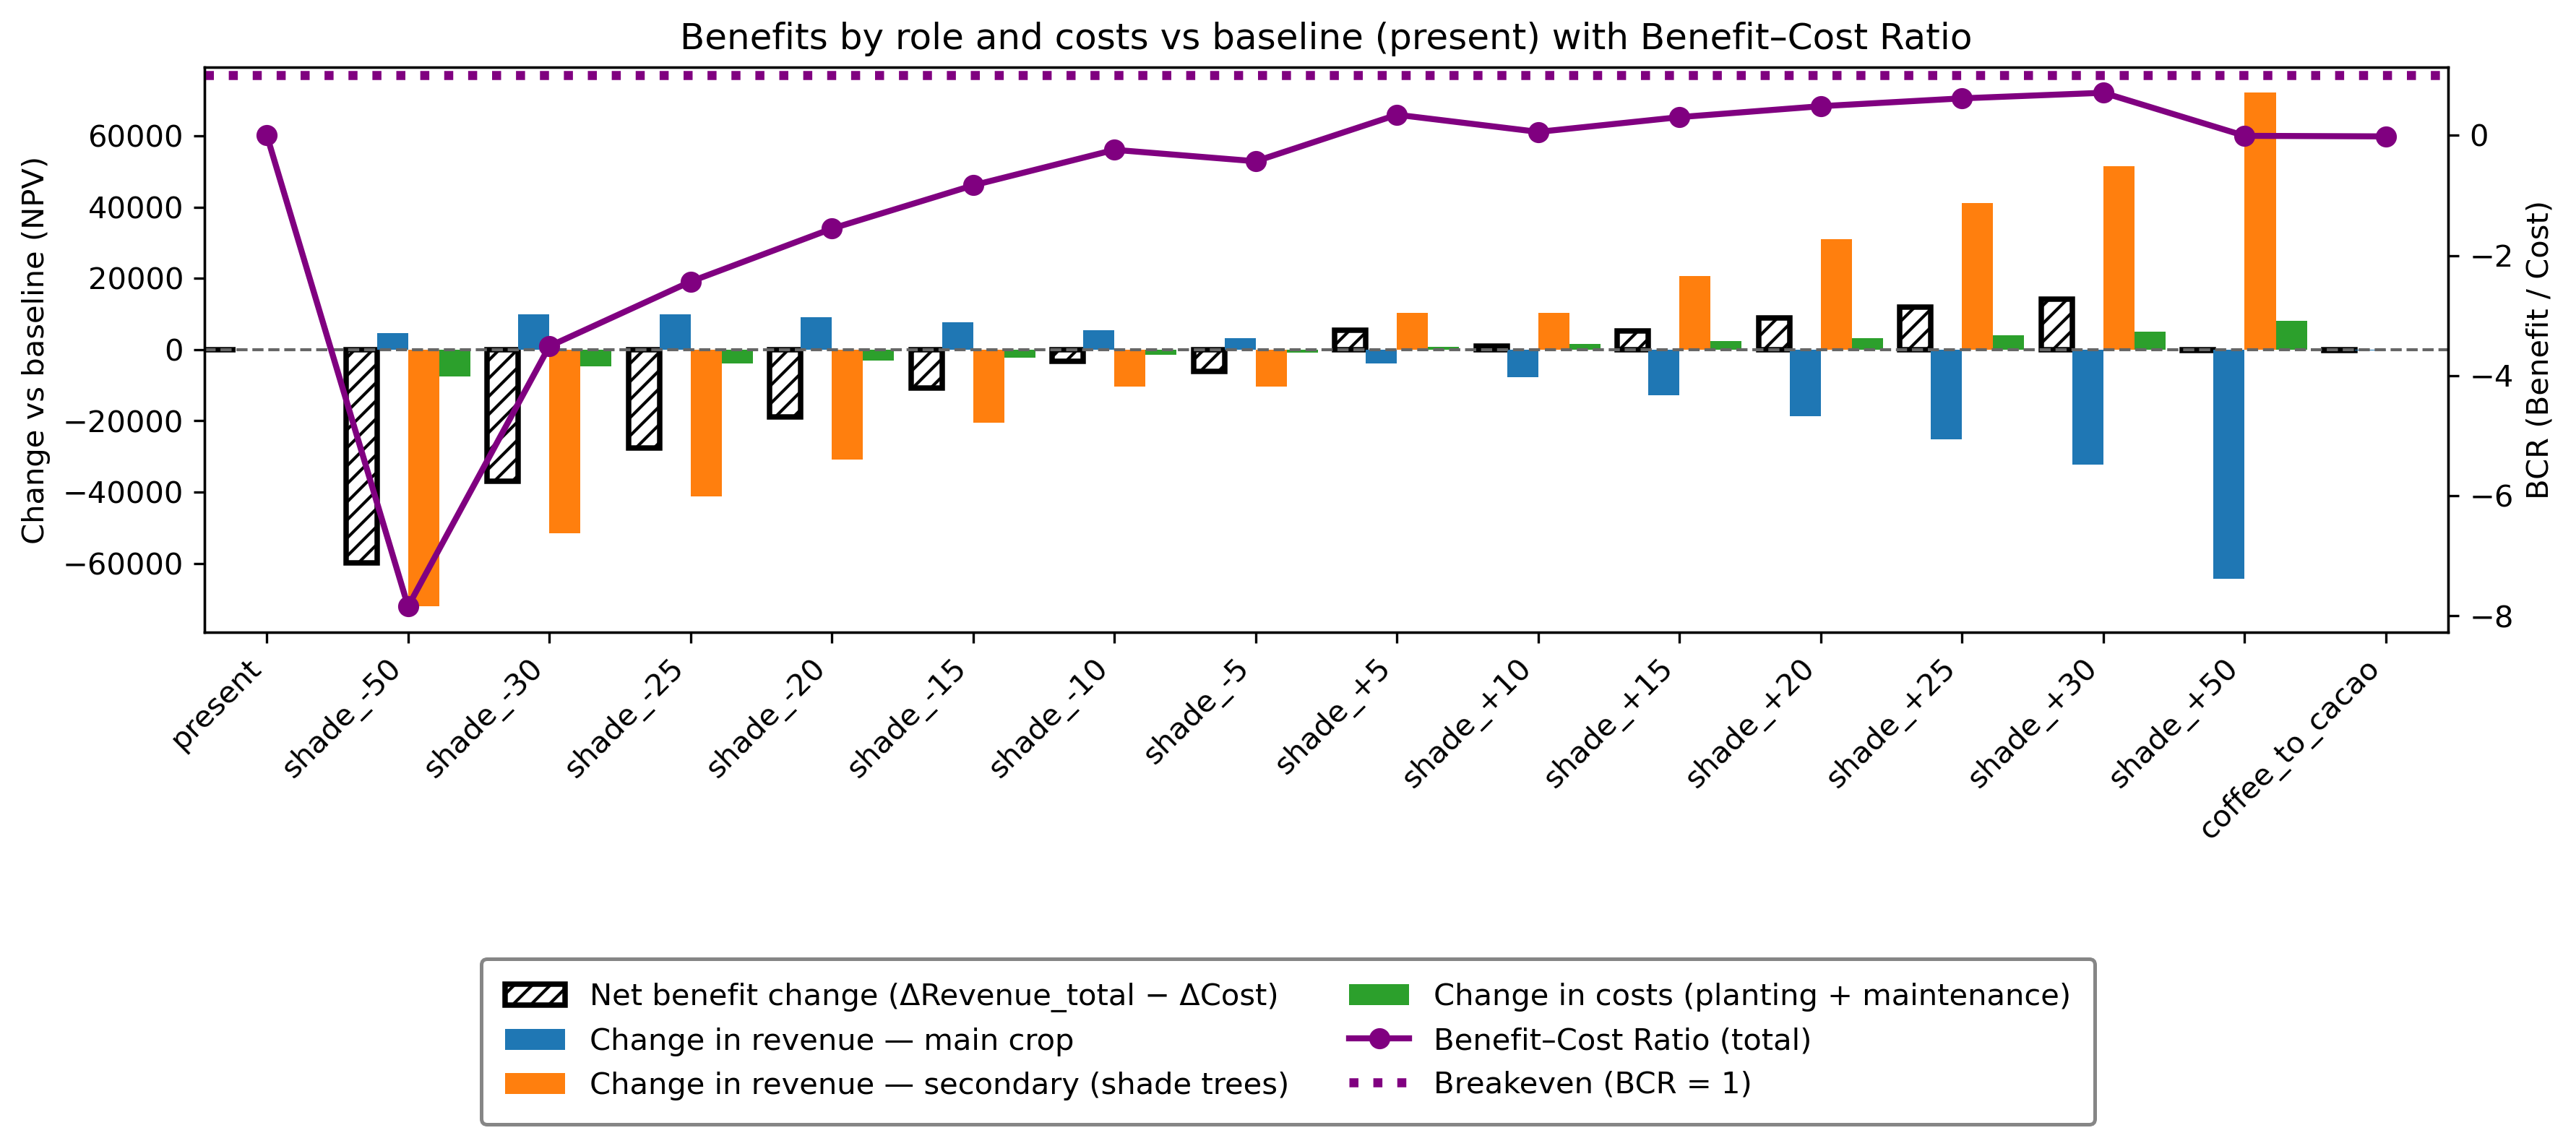 Benefits by role and costs vs baseline (present) with Benefit–Cost Ratio
Change vs baseline (NPV)
60000
40000
20000
0
−20000
−40000
−60000
0
−2
−4
−6
−8
BCR (Benefit / Cost)
present
shade_-50
shade_-30
shade_-25
shade_-20
shade_-15
shade_-10
shade_-5
shade_+5
shade_+10
shade_+15
shade_+20
shade_+25
shade_+30
shade_+50
coffee_to_cacao
Net benefit change (ΔRevenue_total − ΔCost)
Change in revenue — main crop
Change in revenue — secondary (shade trees)
Change in costs (planting + maintenance)
Benefit–Cost Ratio (total)
Breakeven (BCR = 1)